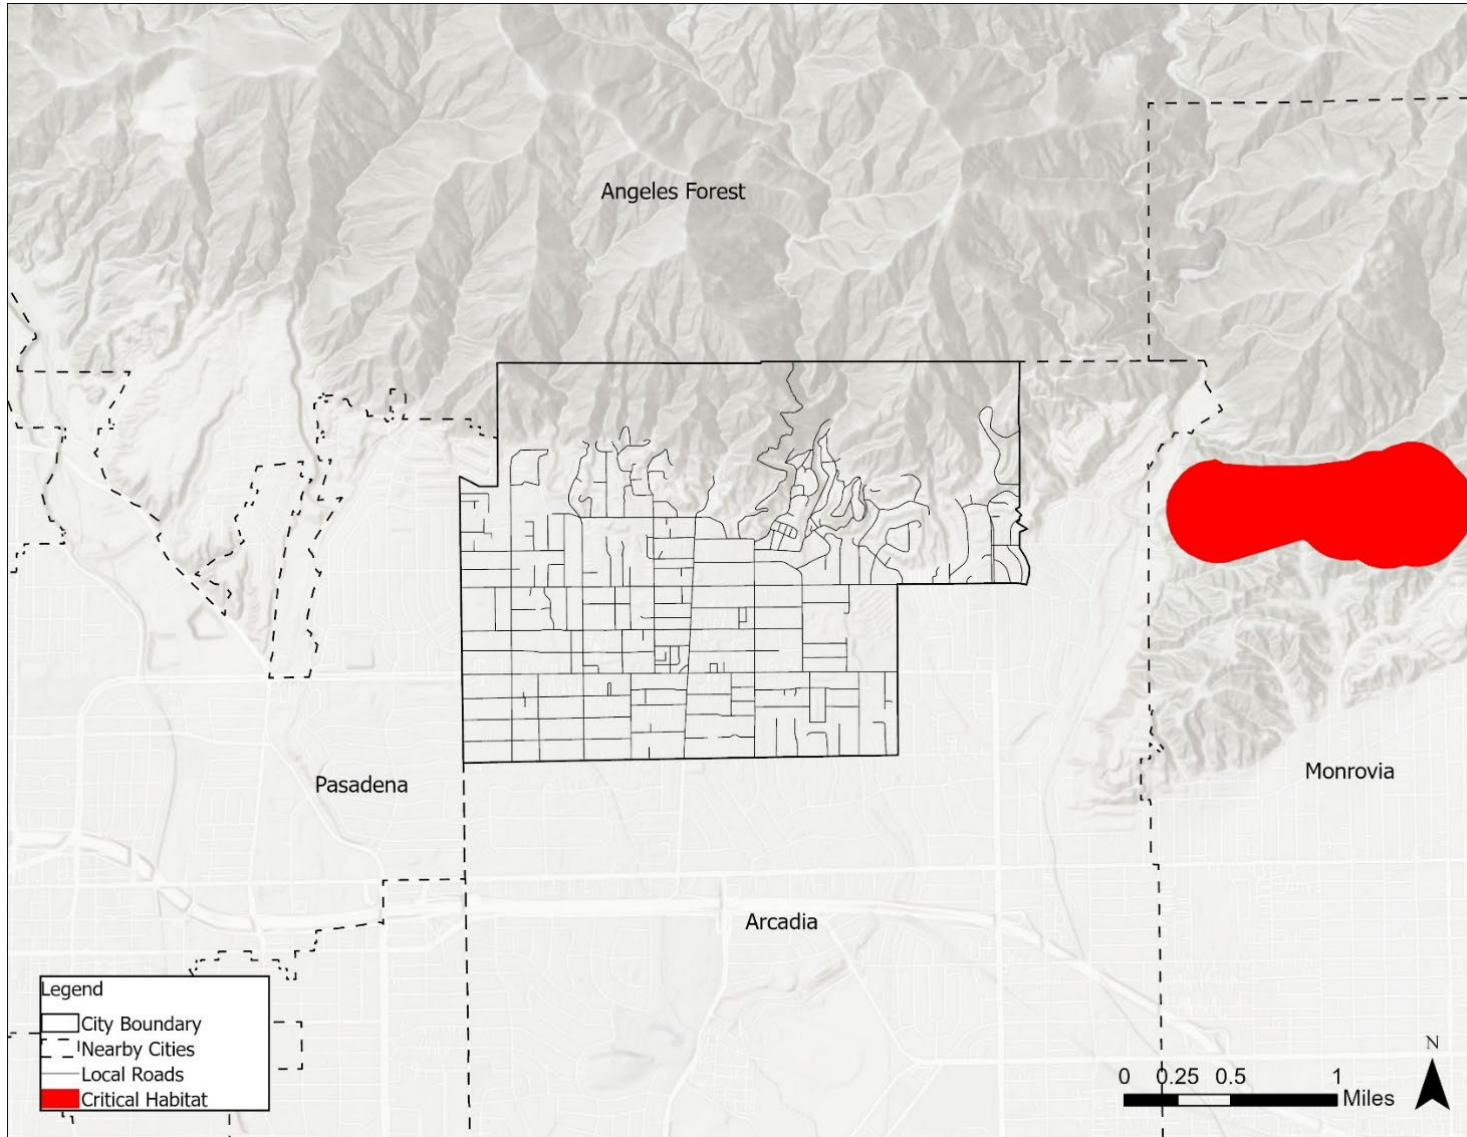 Angeles Forest
Pasadena
Monrovia
Arcadia
Legend
City Boundary
Nearby Cities
Local Roads
Critical Habitat
N
0 0.25 0.5 1
Miles